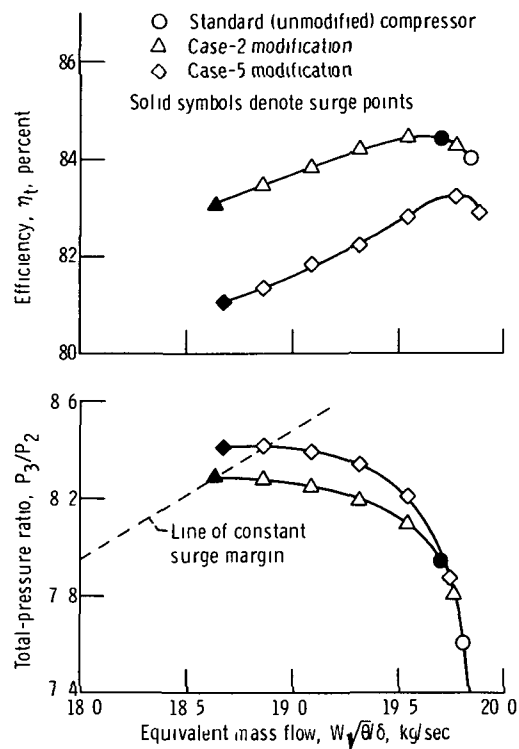 Standard (unmodified) compressor
Case-2 modification
Case-5 modification
Solid symbols denote surge points
Efficiency, ηt, percent
86
84
82
80
Total-pressure ratio, P3/P2
8 6
8 2
7 8
7 4
Line of constant
surge margin
18 0
18 5
19 0
19 5
20 0
Equivalent mass flow, W√θ/δ, kg/sec